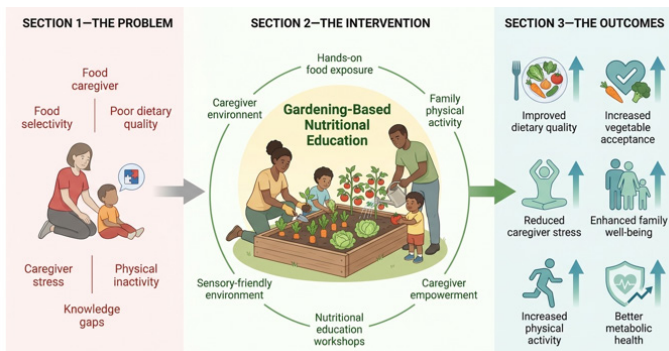 SECTION 1—THE PROBLEM
Food
caregiver
Food
selectivity
Poor dietary
quality
Caregiver
stress
Physical
inactivity
Knowledge
gaps
SECTION 2—THE INTERVENTION
Hands-on
food exposure
Caregiver
environment
Family
physical
activity
Gardening-Based
Nutritional
Education
Sensory-friendly
environment
Caregiver
empowerment
Nutritional
education
workshops
SECTION 3—THE OUTCOMES
Improved
dietary quality
Increased
vegetable
acceptance
Reduced
caregiver stress
Enhanced family
well-being
Increased
physical
activity
Better
metabolic
health